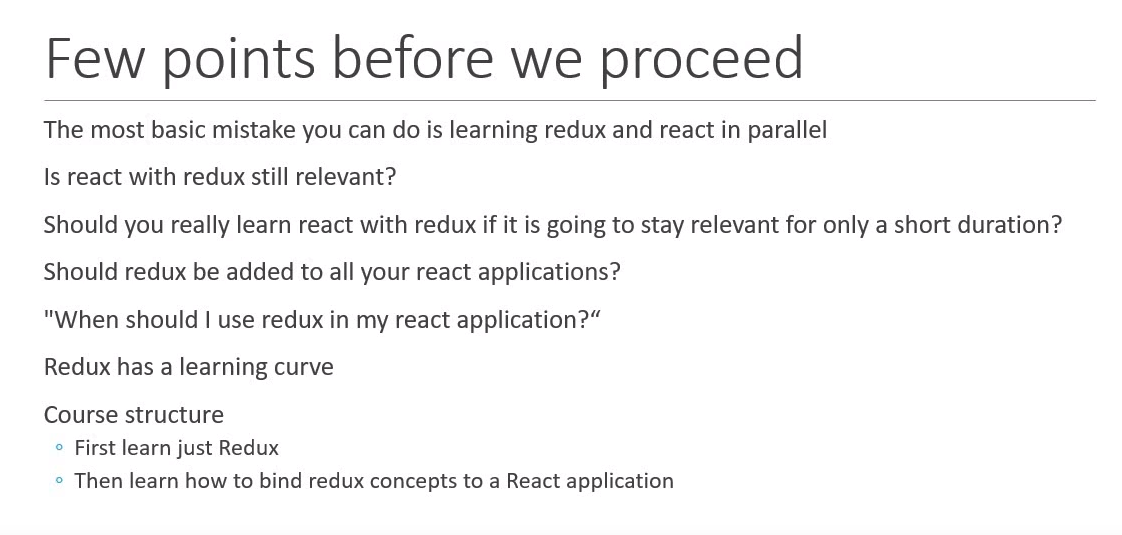 Few points before we proceed
The most basic mistake you can do is learning redux and react in parallel
Is react with redux still relevant?
Should you really learn react with redux if it is going to stay relevant for only a short duration?
Should redux be added to all your react applications?
"When should I use redux in my react application?“
Redux has a learning curve
Course structure
◦ First learn just Redux
◦ Then learn how to bind redux concepts to a React application